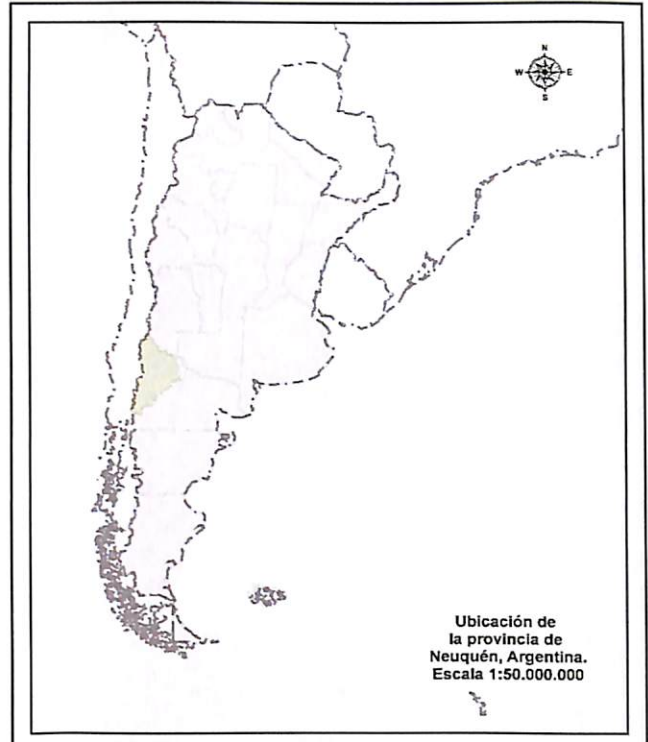 N
W E
S
Ubicación de
la provincia de
Neuquén, Argentina.
Escala 1:50.000.000